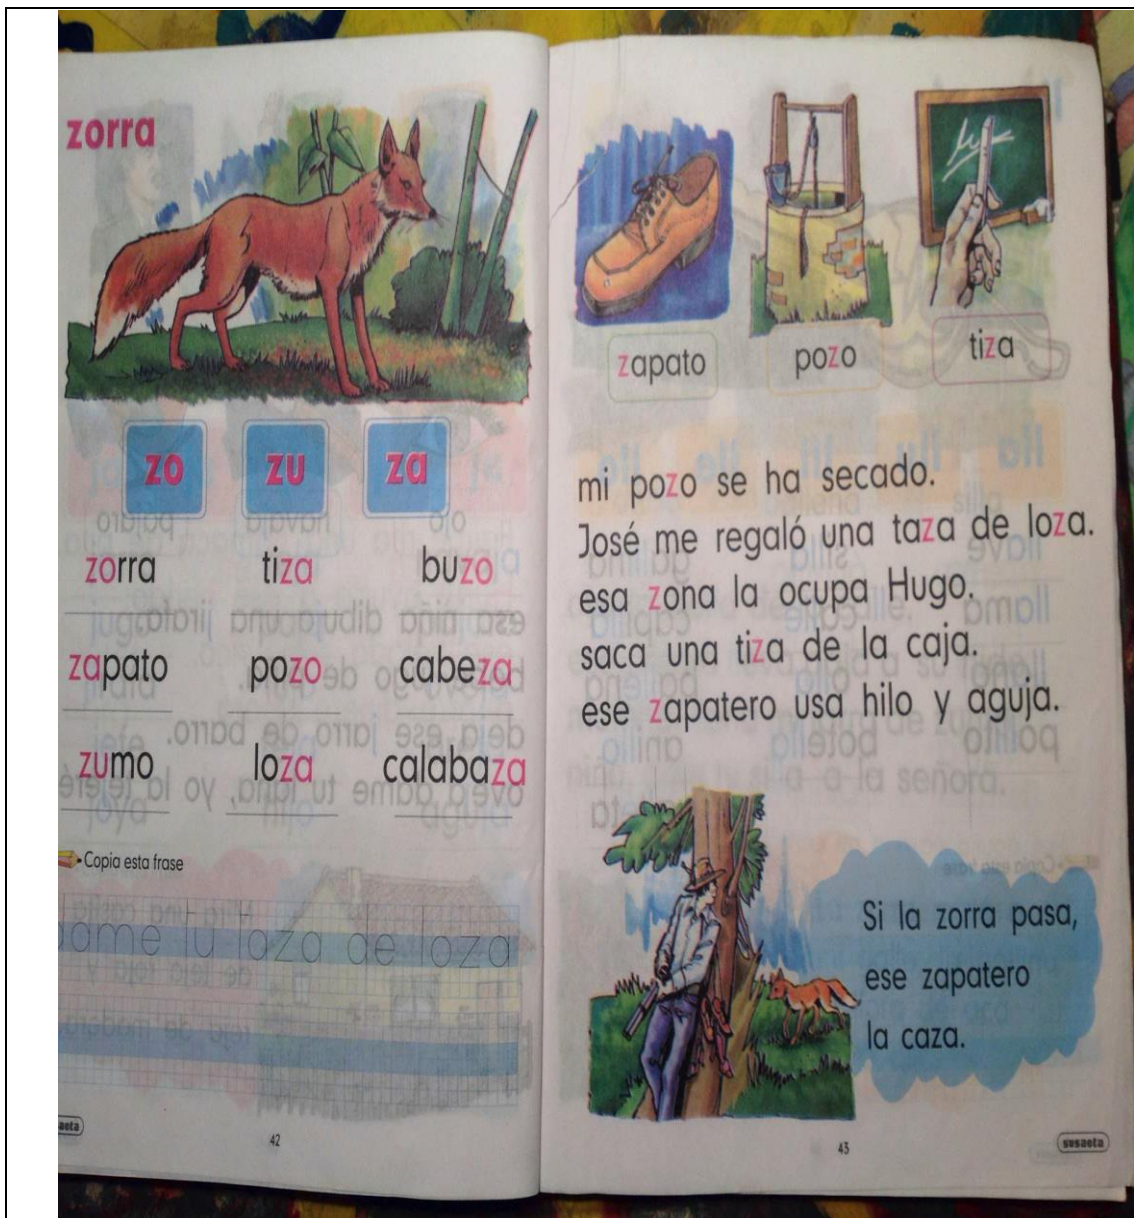 zorra
zo zu za
zorra tiza buzo
zapato pozo cabeza
zumo loza calabaza
Copia esta frase
dame tu taza de loza
42
zapato pozo tiza
mi pozo se ha secado.
José me regaló una taza de loza.
esa zona la ocupa Hugo.
saca una tiza de la caja.
ese zapatero usa hilo y aguja.
Si la zorra pasa,
ese zapatero
la caza.
43
susaeta